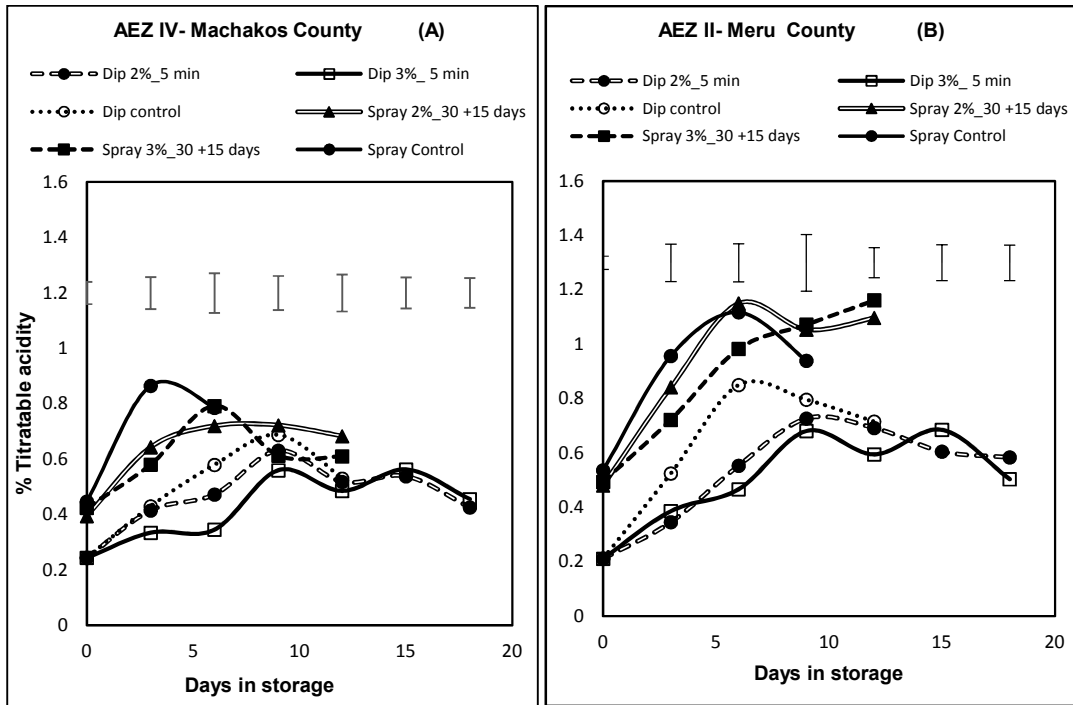 AEZ IV- Machakos County (A)
Dip 2%_5 min Dip 3%_ 5 min
Dip control Spray 2%_30 +15 days
Spray 3%_30 +15 days Spray Control
% Titratable acidity
1.6
1.4
1.2
1
0.8
0.6
0.4
0.2
0
0 5 10 15 20
Days in storage
AEZ II- Meru County (B)
Dip 2%_5 min Dip 3%_ 5 min
Dip control Spray 2%_30 +15 days
Spray 3%_30 +15 days Spray Control
1.6
1.4
1.2
1
0.8
0.6
0.4
0.2
0
0 5 10 15 20
Days in storage